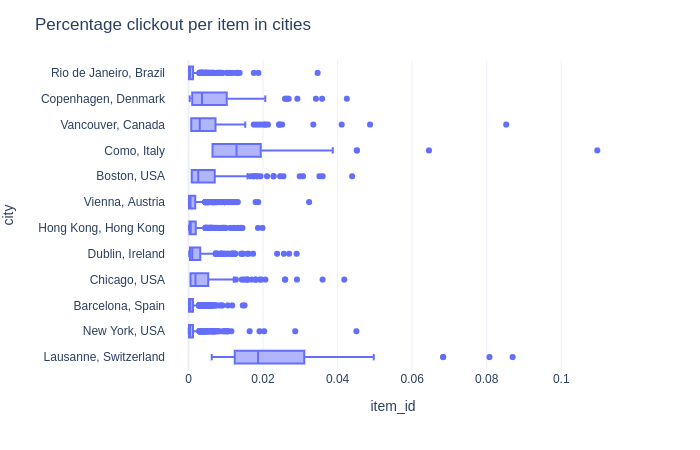 Percentage clickout per item in cities
Rio de Janeiro, Brazil
Copenhagen, Denmark
Vancouver, Canada
Como, Italy
Boston, USA
Vienna, Austria
Hong Kong, Hong Kong
Dublin, Ireland
Chicago, USA
Barcelona, Spain
New York, USA
Lausanne, Switzerland
city
0 0.02 0.04 0.06 0.08 0.1
item_id